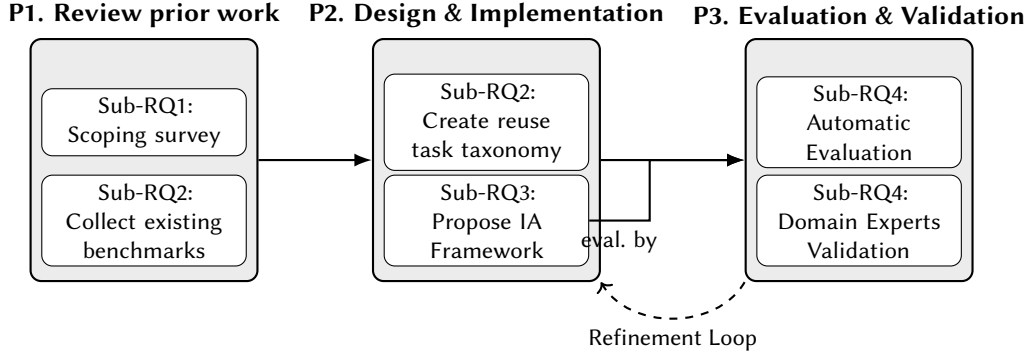 P1. Review prior work
Sub-RQ1:
Scoping survey
Sub-RQ2:
Collect existing
benchmarks
P2. Design & Implementation
Sub-RQ2:
Create reuse
task taxonomy
Sub-RQ3:
Propose IA
Framework
eval. by
P3. Evaluation & Validation
Sub-RQ4:
Automatic
Evaluation
Sub-RQ4:
Domain Experts
Validation
Refinement Loop